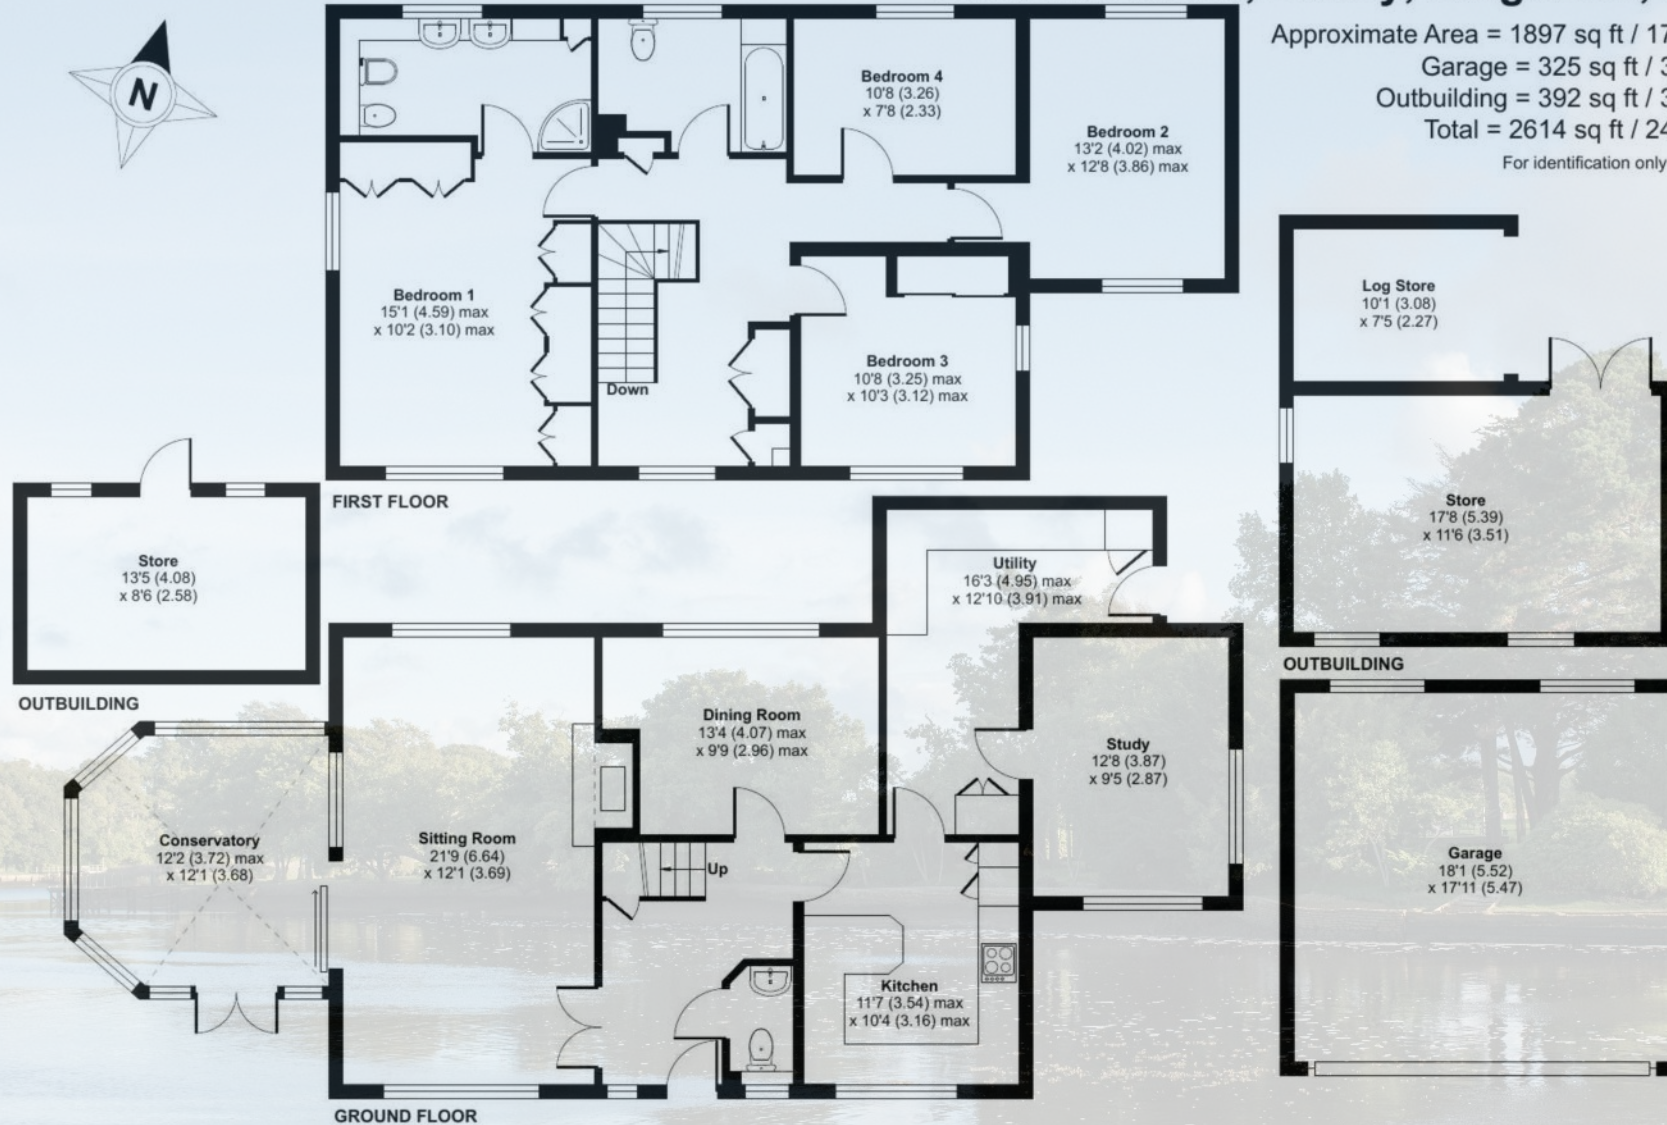 Approximate Area = 1897 sq ft / 17
Garage = 325 sq ft / 3
Outbuilding = 392 sq ft / 3
Total = 2614 sq ft / 24
For identification only
N
Bedroom 4
10'8 (3.26)
x 7'8 (2.33)
Bedroom 2
13'2 (4.02) max
x 12'8 (3.86) max
Bedroom 1
15'1 (4.59) max
x 10'2 (3.10) max
Down
Bedroom 3
10'8 (3.25) max
x 10'3 (3.12) max
FIRST FLOOR
Log Store
10'1 (3.08)
x 7'5 (2.27)
Store
17'8 (5.39)
x 11'6 (3.51)
OUTBUILDING
Store
13'5 (4.08)
x 8'6 (2.58)
OUTBUILDING
Utility
16'3 (4.95) max
x 12'10 (3.91) max
Dining Room
13'4 (4.07) max
x 9'9 (2.96) max
Study
12'8 (3.87)
x 9'5 (2.87)
Conservatory
12'2 (3.72) max
x 12'1 (3.68)
Sitting Room
21'9 (6.64)
x 12'1 (3.69)
Up
Kitchen
11'7 (3.54) max
x 10'4 (3.16) max
Garage
18'1 (5.52)
x 17'11 (5.47)
GROUND FLOOR